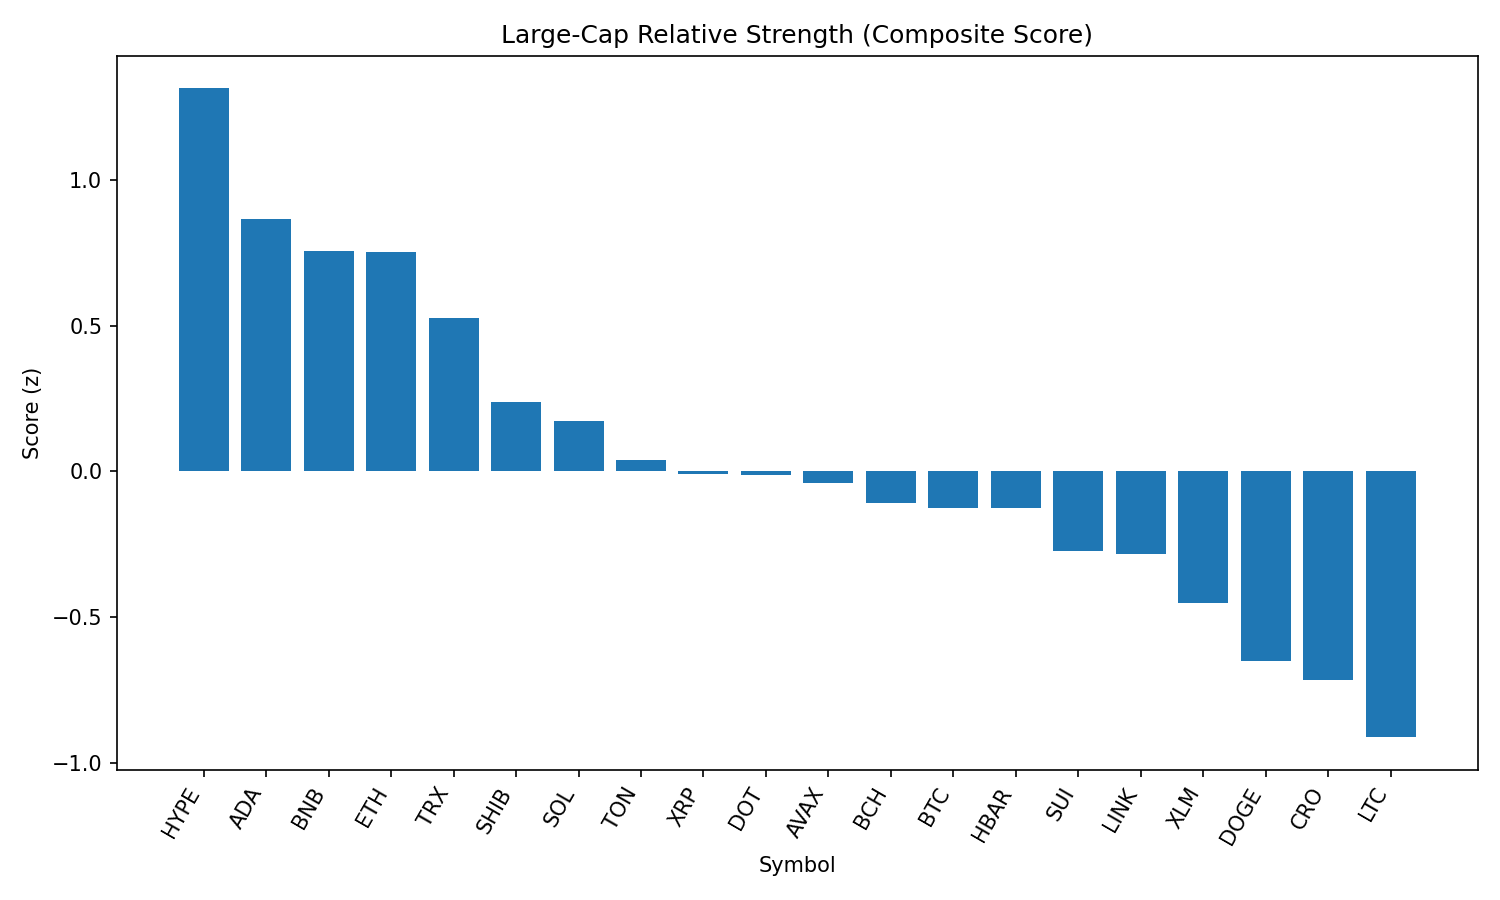 Large-Cap Relative Strength (Composite Score)
1.0
0.5
0.0
−0.5
−1.0
Score (z)
HYPE
ADA
BNB
ETH
TRX
SHIB
SOL
TON
XRP
DOT
AVAX
BCH
BTC
HBAR
SUI
LINK
XLM
DOGE
CRO
LTC
Symbol